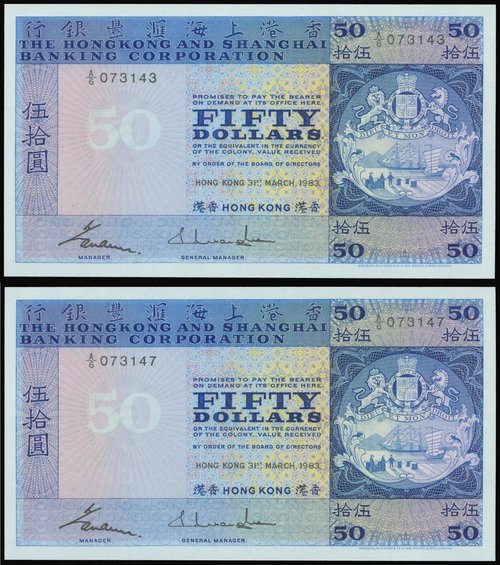 行銀豐滙海上港香
THE HONGKONG AND SHANGHAI
BANKING CORPORATION
50 50
A/6 073143
拾伍 拾伍
A/6 073143
伍拾圓
50
PROMISES TO PAY THE BEARER
ON DEMAND AT ITS OFFICE HERE
FIFTY
DOLLARS
OR THE EQUIVALENT IN THE CURRENCY
OF THE COLONY, VALUE RECEIVED
BY ORDER OF THE BOARD OF DIRECTORS
HONG KONG 31ST MARCH, 1983
港香 HONG KONG 港香
DIEU ET MON DROIT
拾伍 拾伍
50 50
MANAGER
GENERAL MANAGER.
行銀豐滙海上港香
THE HONGKONG AND SHANGHAI
BANKING CORPORATION
50 50
A/6 073147
拾伍 拾伍
A/6 073147
伍拾圓
50
PROMISES TO PAY THE BEARER
ON DEMAND AT ITS OFFICE HERE
FIFTY
DOLLARS
OR THE EQUIVALENT IN THE CURRENCY
OF THE COLONY, VALUE RECEIVED
BY ORDER OF THE BOARD OF DIRECTORS
HONG KONG 31ST MARCH, 1983
港香 HONG KONG 港香
DIEU ET MON DROIT
拾伍 拾伍
50 50
MANAGER
GENERAL MANAGER.